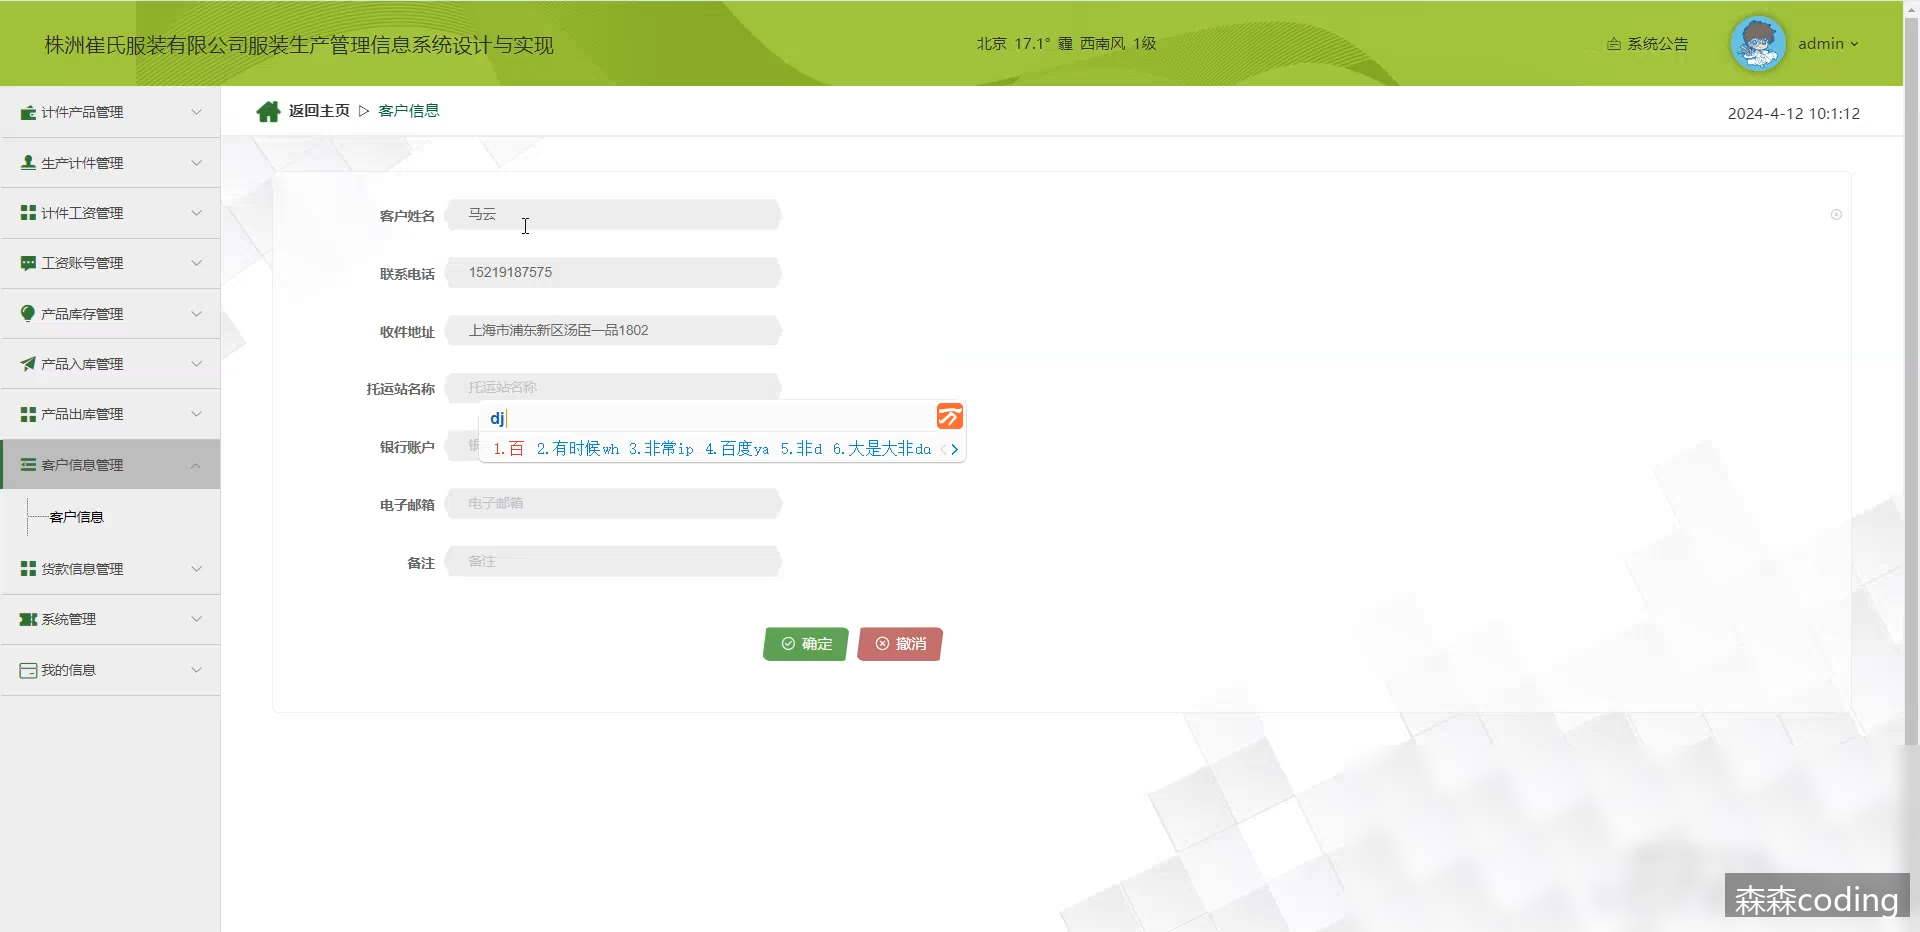 株洲崔氏服装有限公司服装生产管理信息系统设计与实现
北京 17.1° 霾 西南风 1级
系统公告
admin
计件产品管理
生产计件管理
计件工资管理
工资账号管理
产品库存管理
产品入库管理
产品出库管理
客户信息管理
客户信息
货款信息管理
系统管理
我的信息
返回主页 ▷ 客户信息
2024-4-12 10:1:12
客户姓名 马云
联系电话 15219187575
收件地址 上海市浦东新区汤臣一品1802
托运站名称 托运站名称
dj
1.百 2.有时候wh 3.非常ip 4.百度ya 5.非d 6.大是大非da
银行账户
电子邮箱 电子邮箱
备注 备注
确定
撤消
森森coding